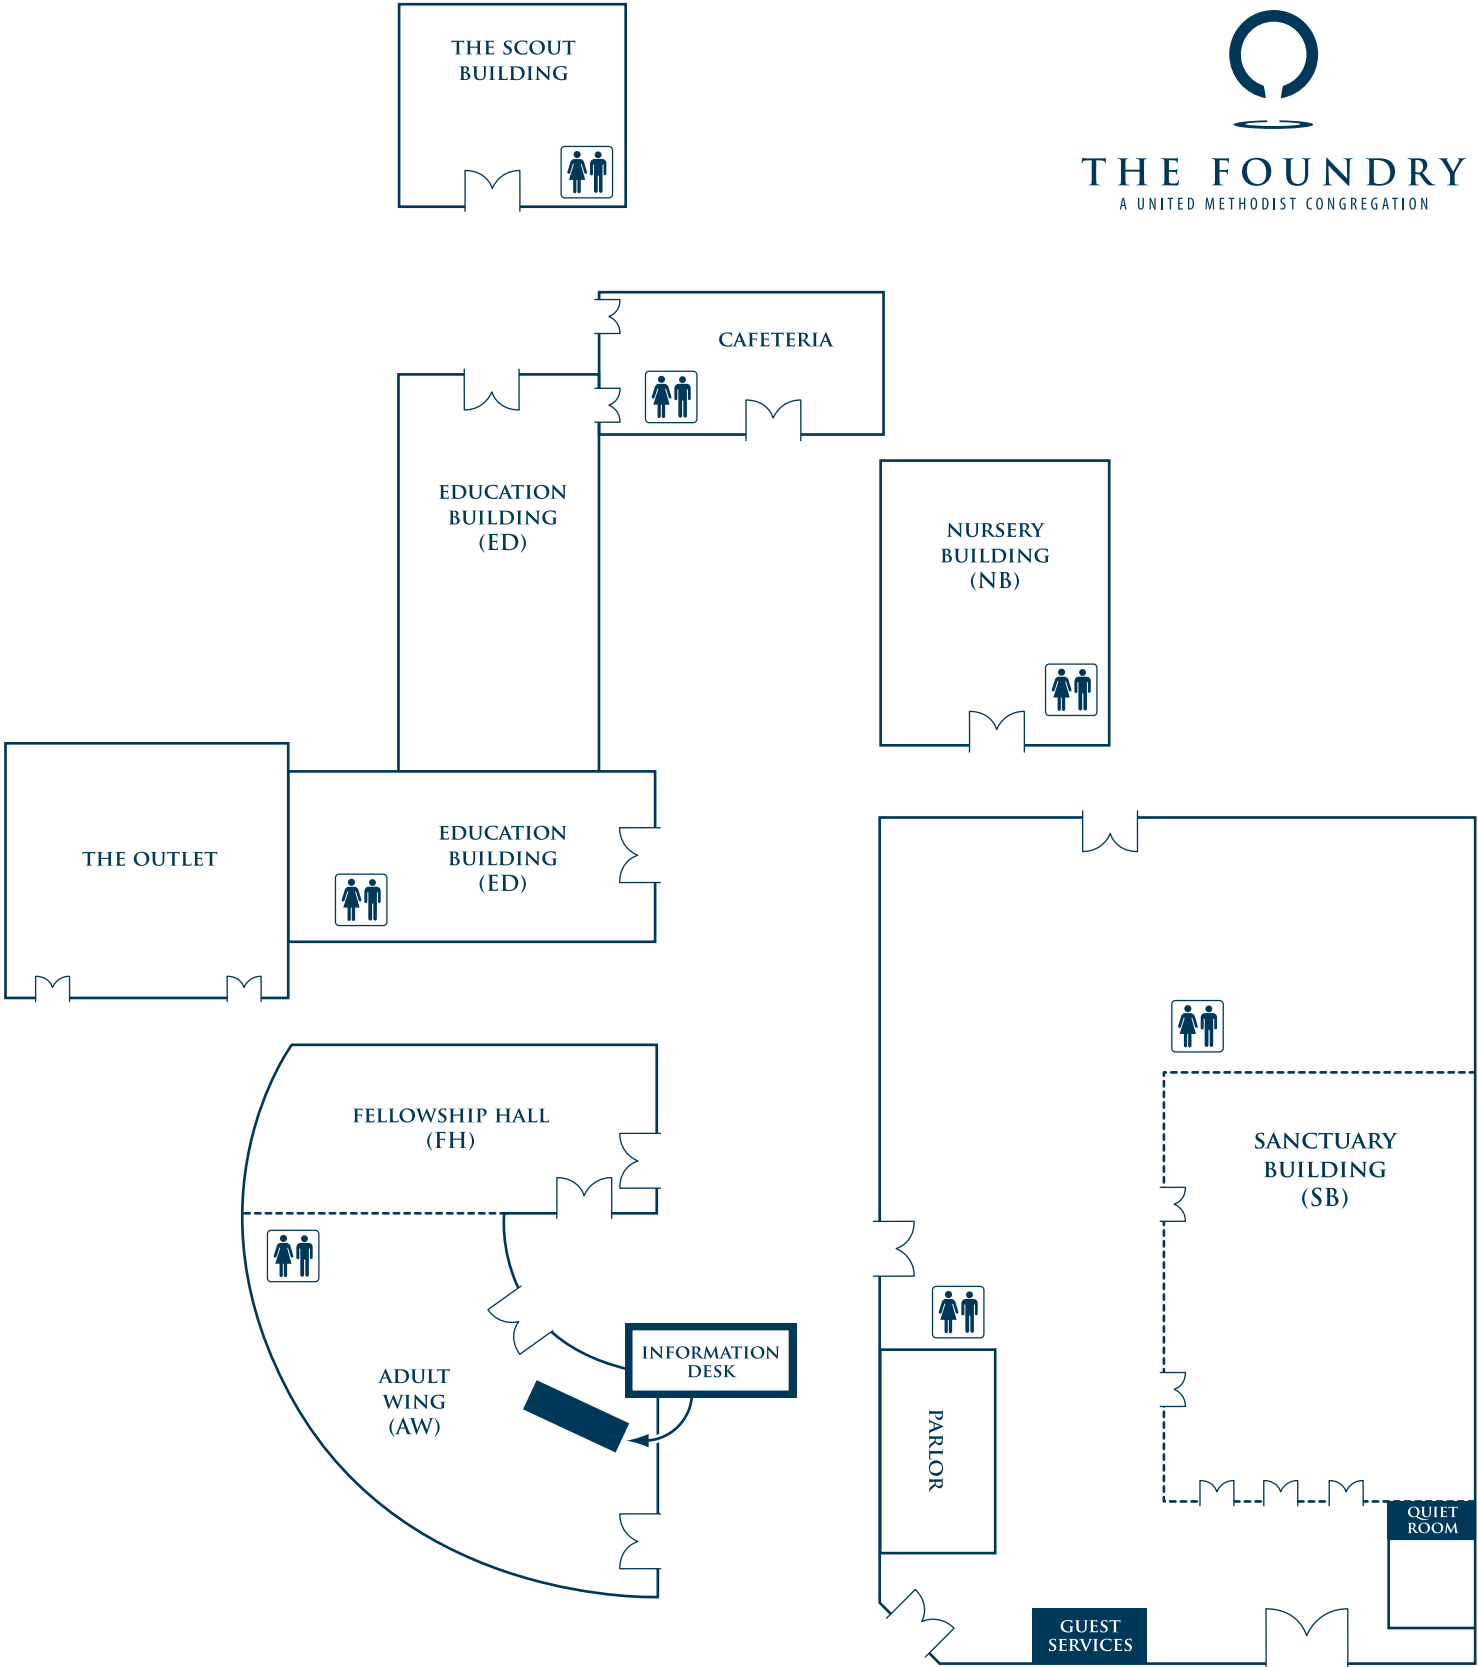 THE SCOUT
BUILDING
THE FOUNDRY
A UNITED METHODIST CONGREGATION
CAFETERIA
EDUCATION
BUILDING
(ED)
NURSERY
BUILDING
(NB)
THE OUTLET
EDUCATION
BUILDING
(ED)
FELLOWSHIP HALL
(FH)
SANCTUARY
BUILDING
(SB)
INFORMATION
DESK
ADULT
WING
(AW)
PARLOR
QUIET
ROOM
GUEST
SERVICES